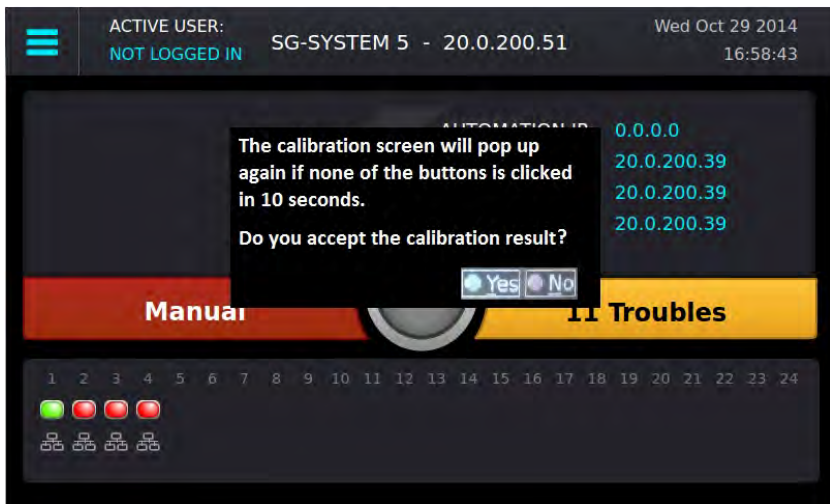 ACTIVE USER:
NOT LOGGED IN
SG-SYSTEM 5 - 20.0.200.51
Wed Oct 29 2014
16:58:43
0.0.0.0
20.0.200.39
20.0.200.39
20.0.200.39
The calibration screen will pop up
again if none of the buttons is clicked
in 10 seconds.
Do you accept the calibration result?
Yes No
Manual
11 Troubles
1 2 3 4 5 6 7 8 9 10 11 12 13 14 15 16 17 18 19 20 21 22 23 24